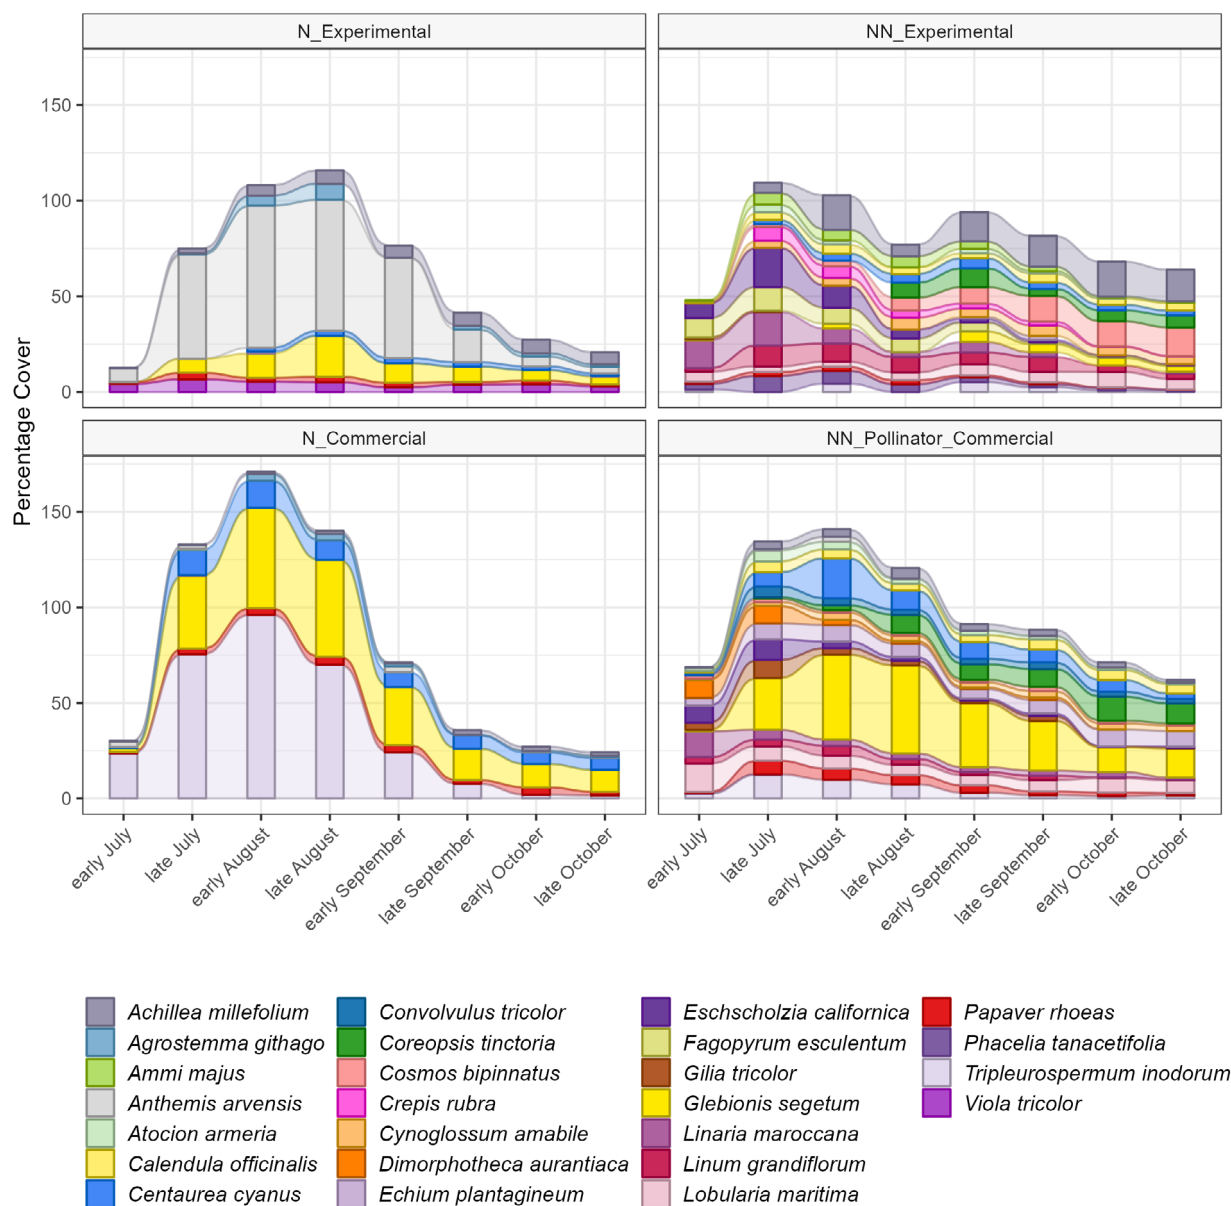 N_Experimental
NN_Experimental
150
100
50
0
N_Commercial
NN_Pollinator_Commercial
150
100
50
0
Percentage Cover
early July
late July
early August
late August
early September
late September
early October
late October
early July
late July
early August
late August
early September
late September
early October
late October
Achillea millefolium
Agrostemma githago
Ammi majus
Anthemis arvensis
Atocion armeria
Calendula officinalis
Centaurea cyanus
Convolvulus tricolor
Coreopsis tinctoria
Cosmos bipinnatus
Crepis rubra
Cynoglossum amabile
Dimorphotheca aurantiaca
Echium plantagineum
Eschscholzia californica
Fagopyrum esculentum
Gilia tricolor
Glebionis segetum
Linaria maroccana
Linum grandiflorum
Lobularia maritima
Papaver rhoeas
Phacelia tanacetifolia
Tripleurospermum inodorum
Viola tricolor